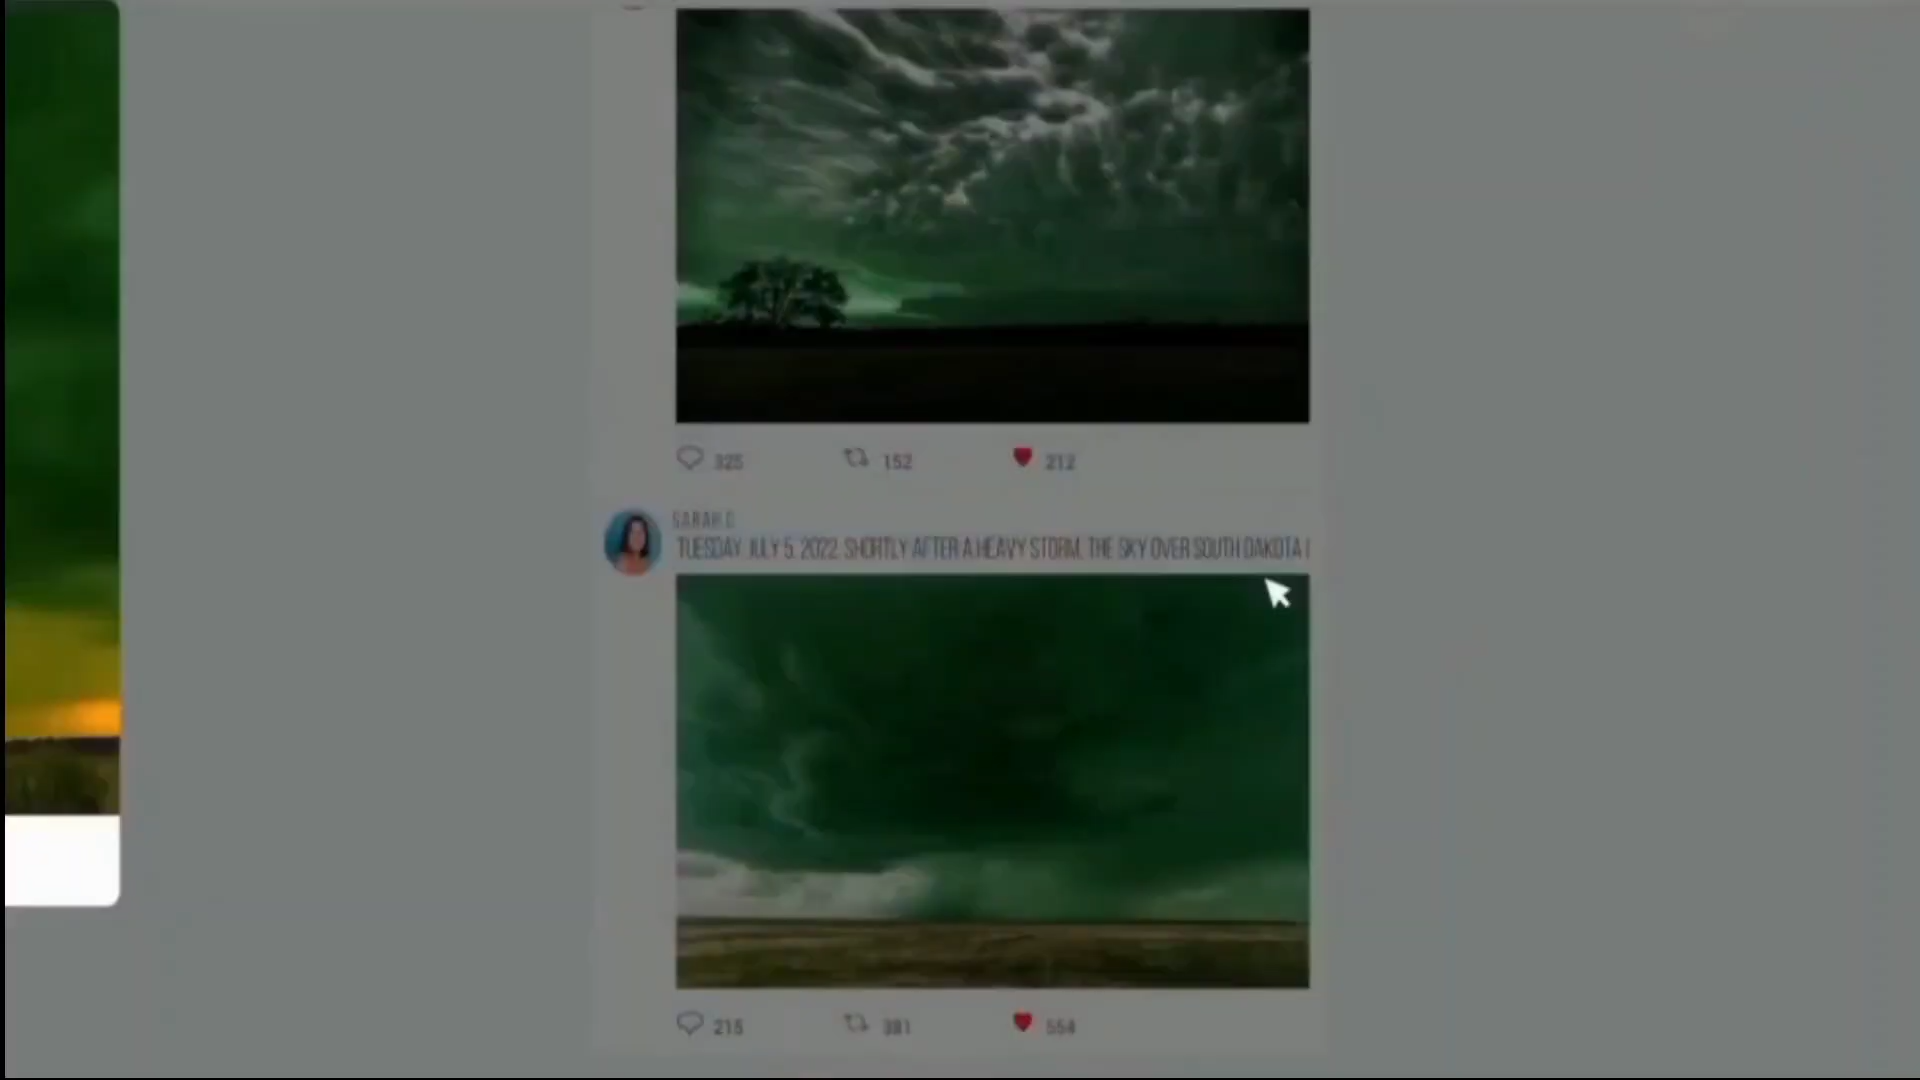 325 152 212
SARAH C
TUESDAY, JULY 5, 2022. SHORTLY AFTER A HEAVY STORM, THE SKY OVER SOUTH DAKOTA
215 381 554